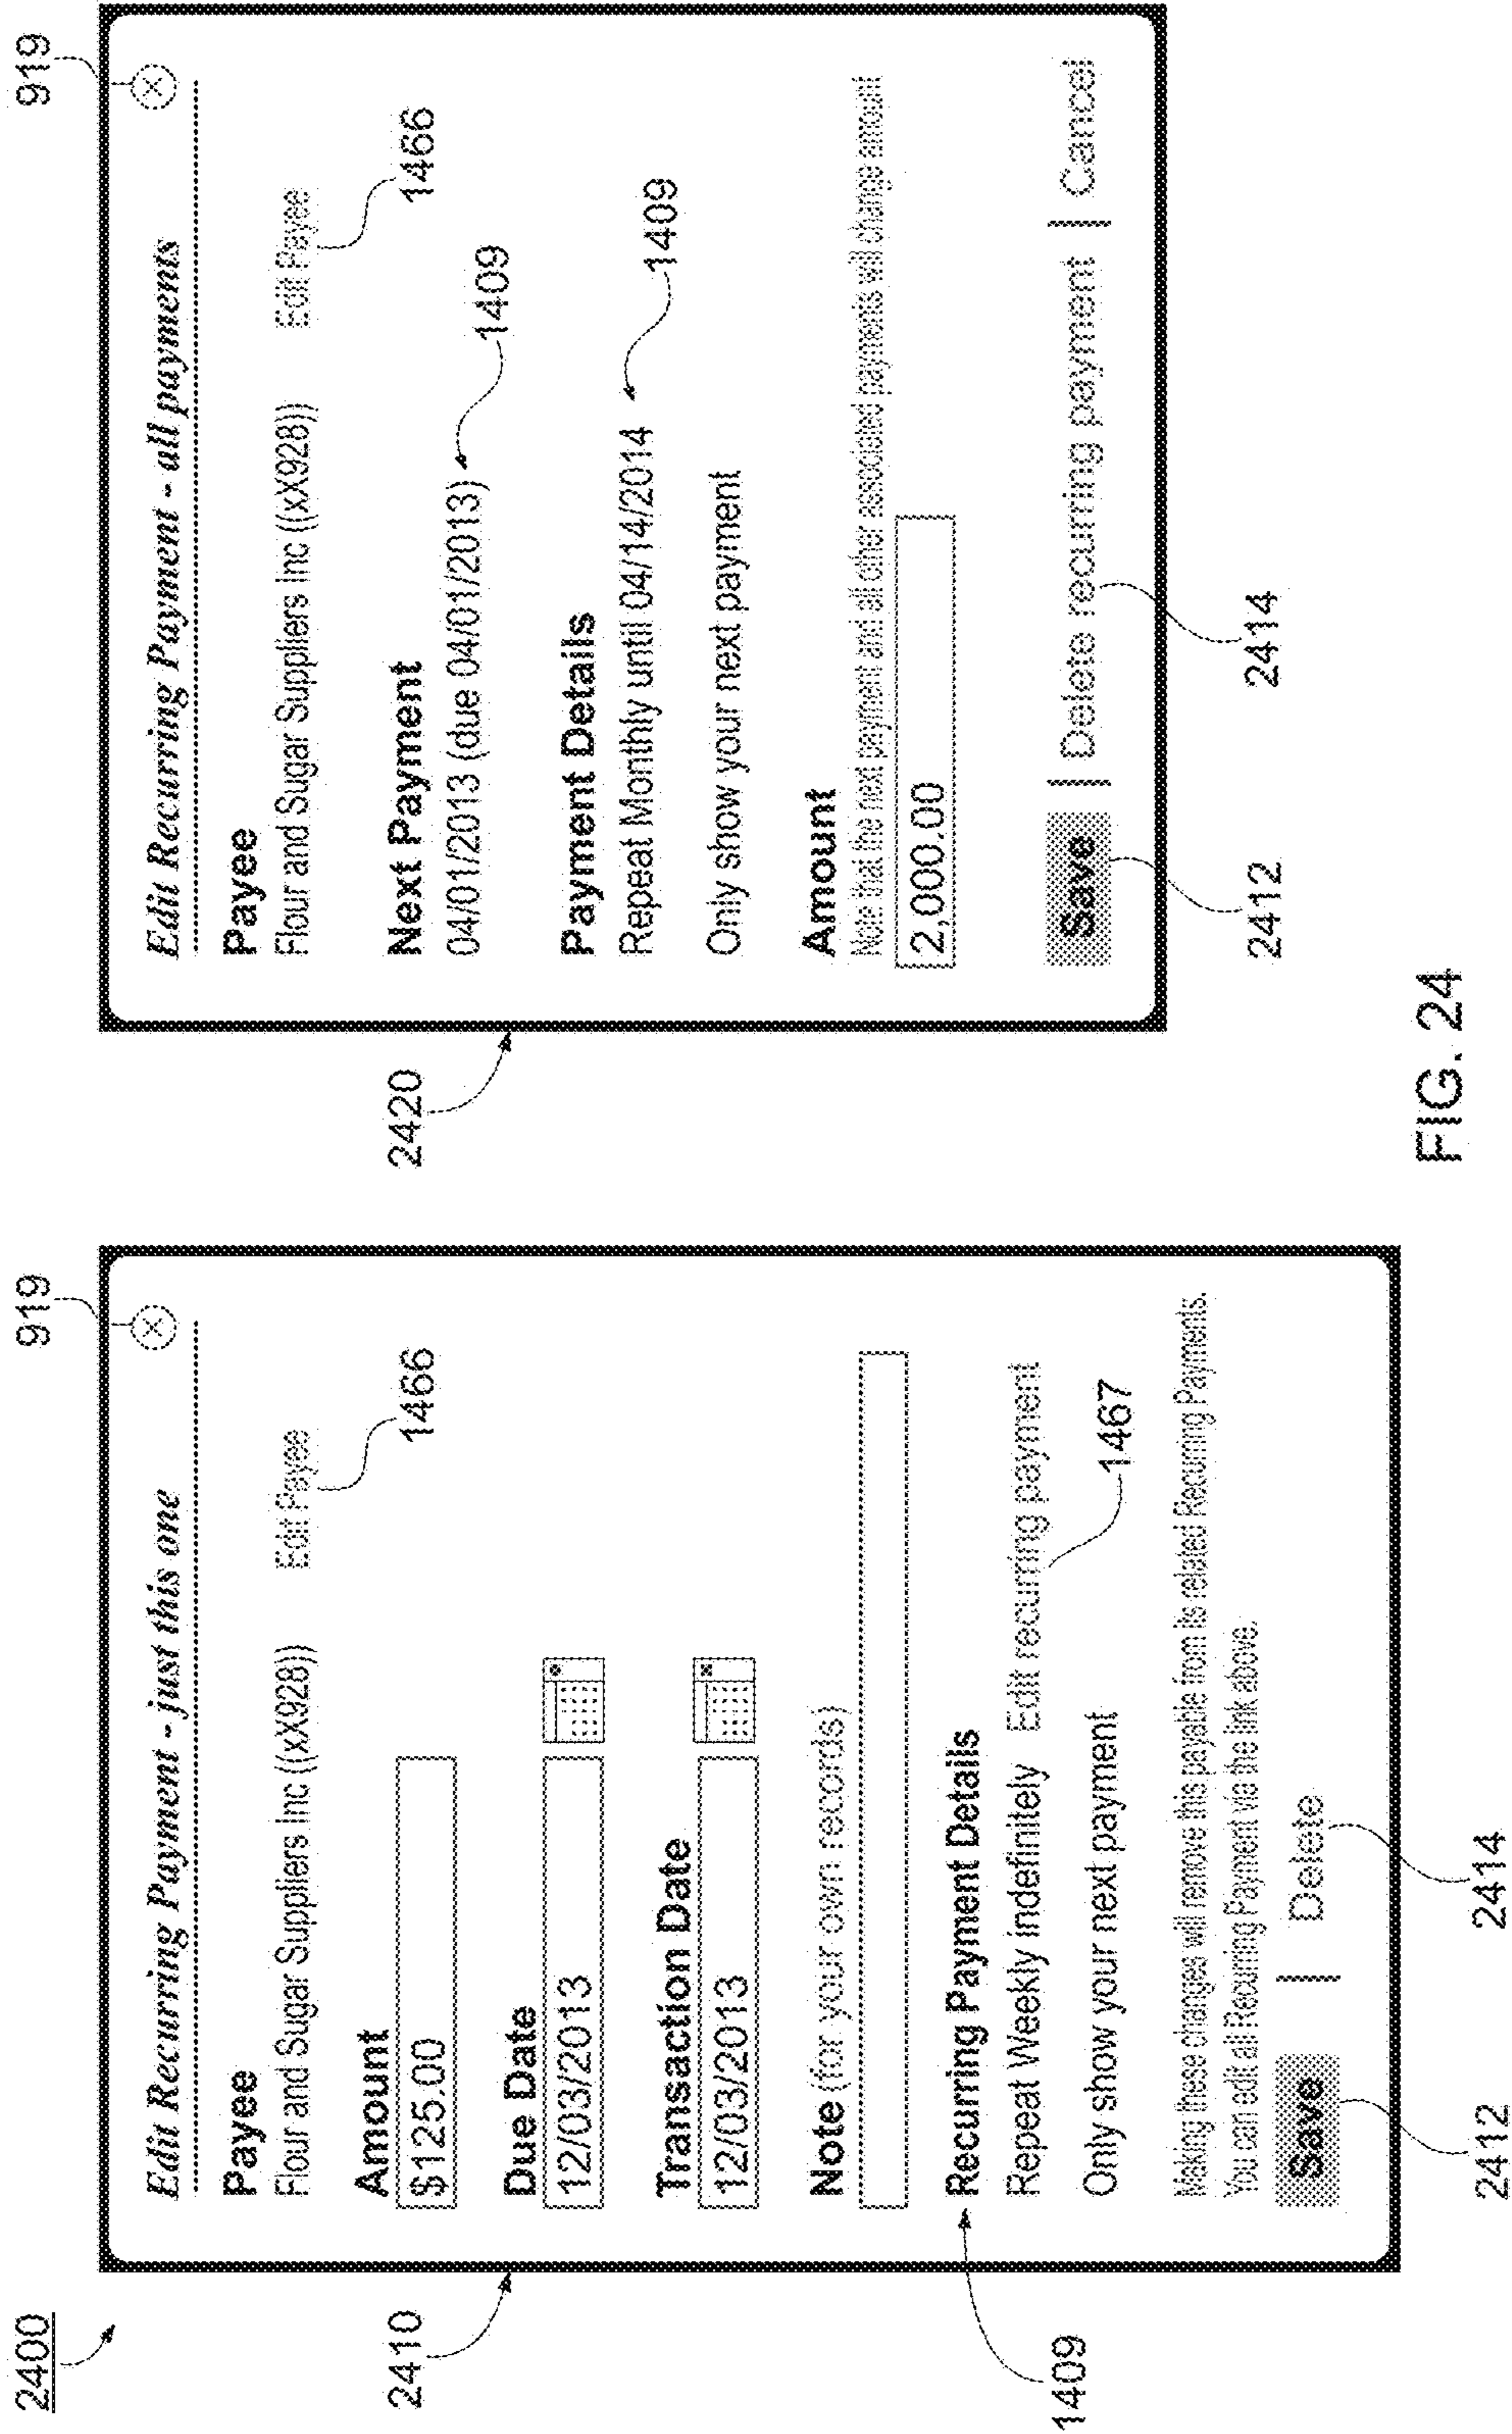 2400
919
2410
Edit Recurring Payment - just this one
Payee
Flour and Sugar Suppliers Inc ((xX928)) Edit Payee
1466
Amount
$125.00
Due Date
12/03/2013
Transaction Date
12/03/2013
Note (for your own records)
1409
Recurring Payment Details
Repeat Weekly indefinitely Edit recurring payment
1467
Only show your next payment
Making these changes will remove this payable from its related Recurring Payments.
You can edit all Recurring Payment via the link above.
Save | Delete
2412
2414
919
2420
Edit Recurring Payment - all payments
Payee
Flour and Sugar Suppliers Inc ((xX928)) Edit Payee
1466
Next Payment
04/01/2013 (due 04/01/2013)
1409
Payment Details
Repeat Monthly until 04/14/2014
1409
Only show your next payment
Amount
Note that the next payment and all other associated payments will change amount
2,000.00
Save | Delete recurring payment | Cancel
2412
2414
FIG. 24